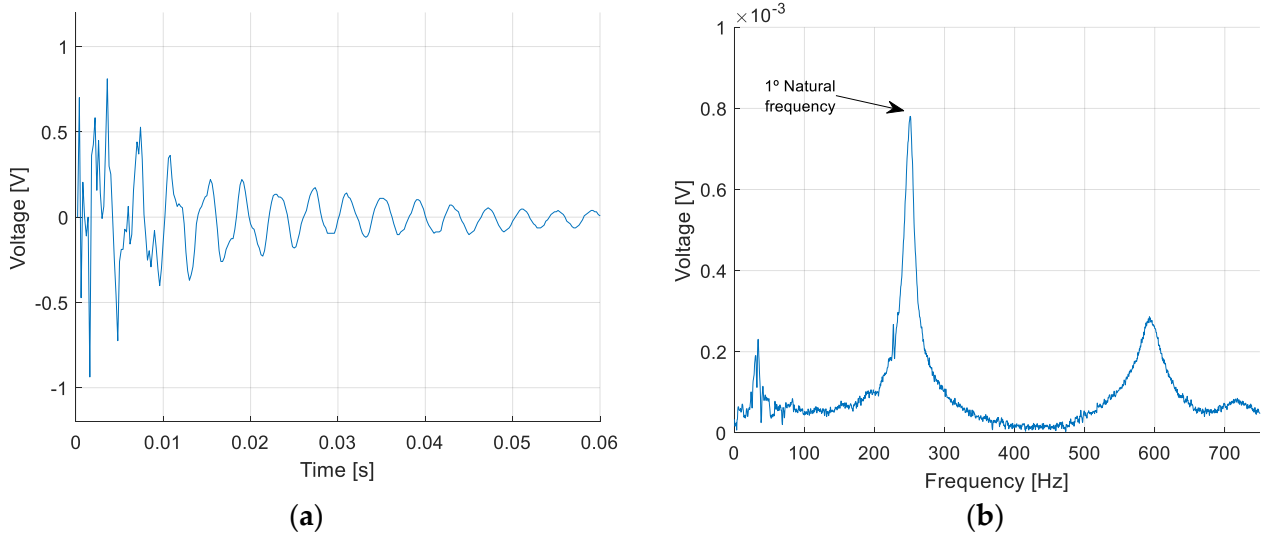 1
0.5
0
-0.5
-1
Voltage [V]
0 0.01 0.02 0.03 0.04 0.05 0.06
Time [s]
(a)
×10⁻³
1
0.8
0.6
0.4
0.2
0
Voltage [V]
1º Natural
frequency
0 100 200 300 400 500 600 700
Frequency [Hz]
(b)